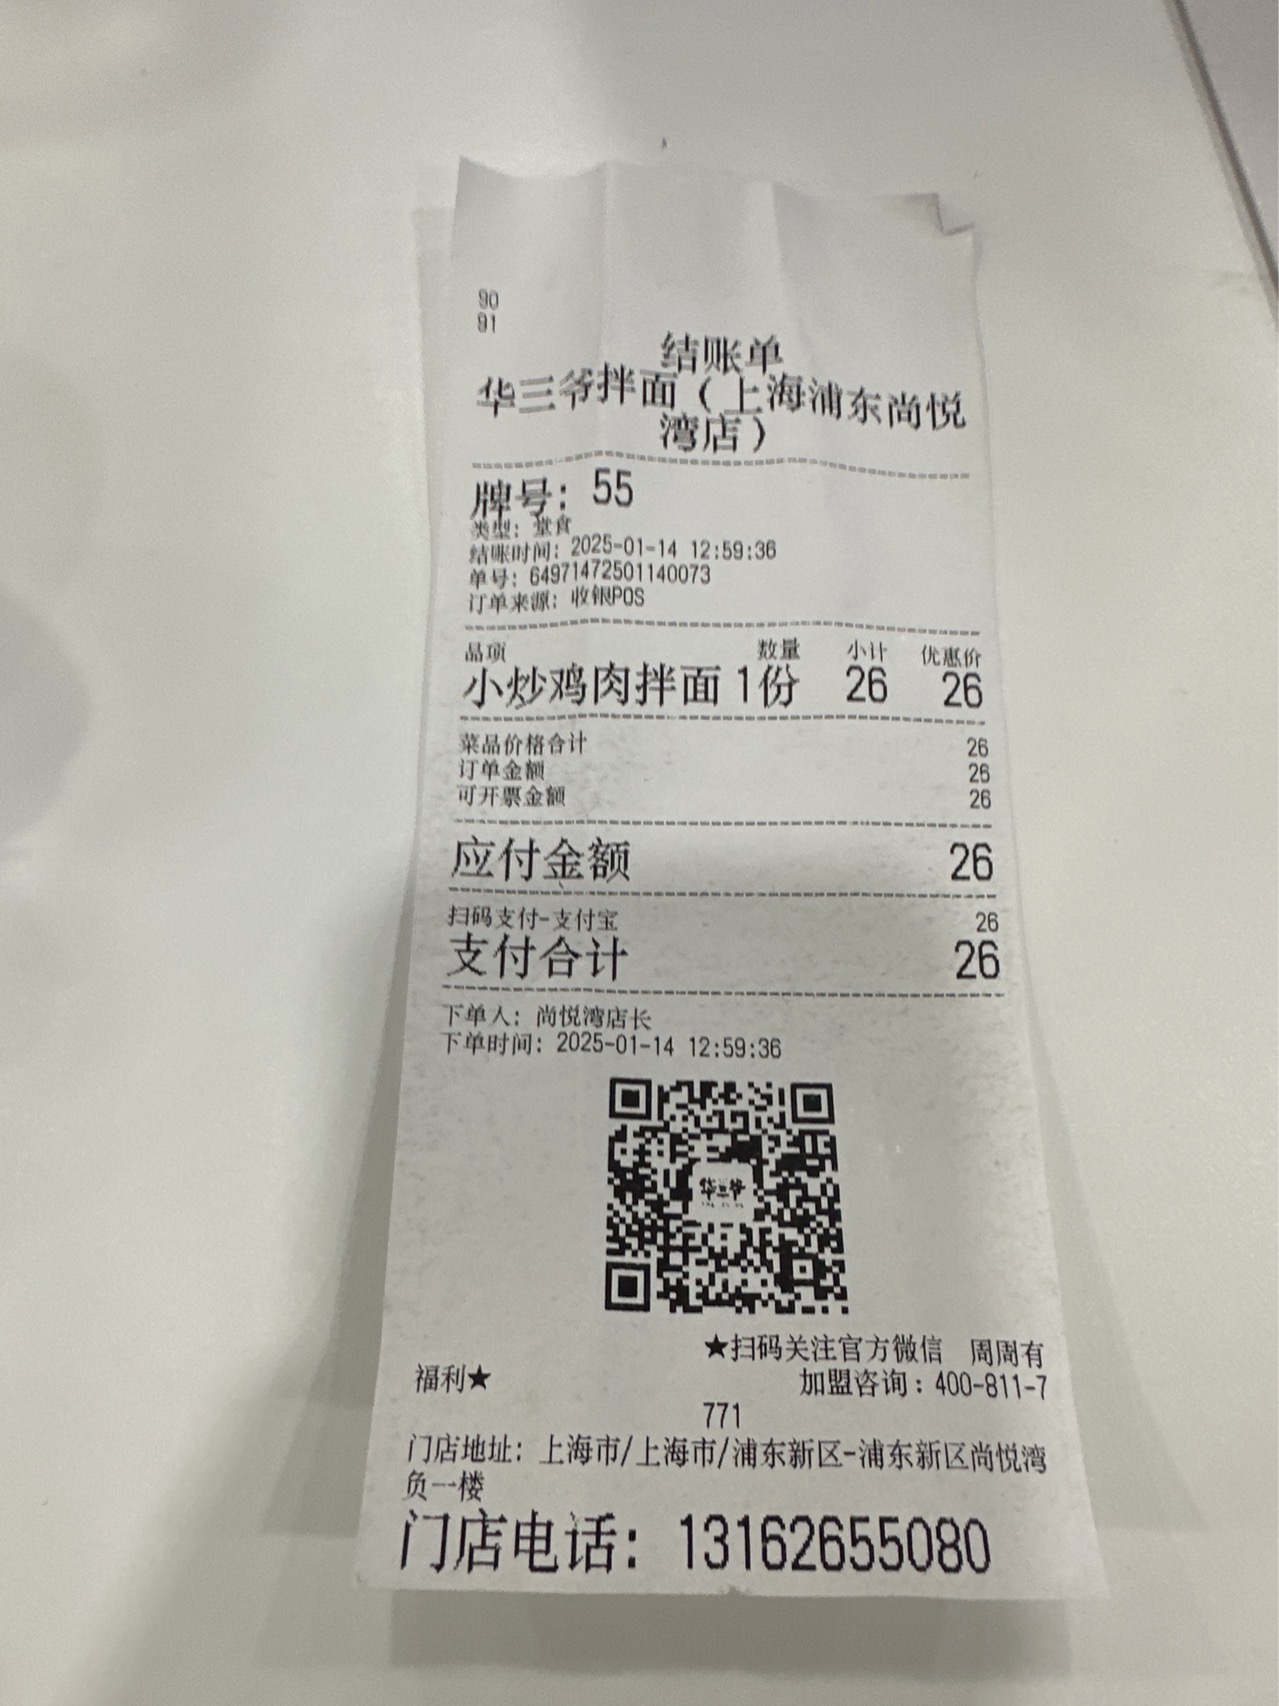 90
91
结账单
华三爷拌面（上海浦东尚悦
湾店）
牌号：55
类型：堂食
结账时间：2025-01-14 12:59:36
单号：64971472501140073
订单来源：收银POS
品项 数量 小计 优惠价
小炒鸡肉拌面 1份 26 26
菜品价格合计 26
订单金额 26
可开票金额 26
应付金额 26
扫码支付-支付宝 26
支付合计 26
下单人：尚悦湾店长
下单时间：2025-01-14 12:59:36
华三爷
★扫码关注官方微信 周周有
福利★ 加盟咨询：400-811-7
771
门店地址：上海市/上海市/浦东新区-浦东新区尚悦湾
负一楼
门店电话：13162655080